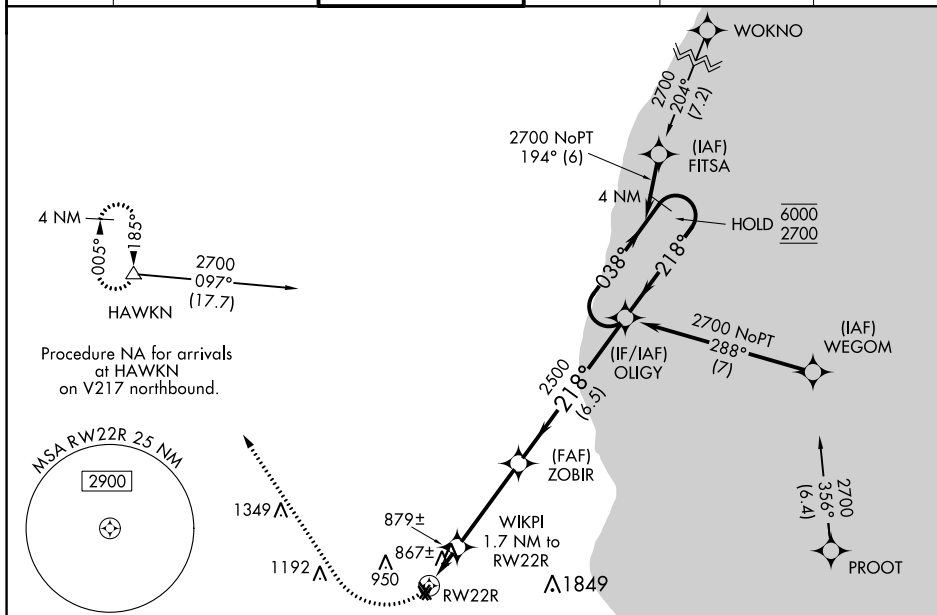 WOKNO
2700
204°
(7.2)
2700 NoPT
194° (6)
(IAF)
FITSA
4 NM
HOLD
6000
2700
038°
218°
4 NM
005°
185°
2700
097°
(17.7)
HAWKN
Procedure NA for arrivals
at HAWKN
on V217 northbound.
(IF/IAF)
OLIGY
2700 NoPT
288°
(7)
(IAF)
WEGOM
2500
218°
(6.5)
(FAF)
ZOBIR
MSA RW22R 25 NM
2900
2700
356°
(6.4)
PROOT
1349
1192
950
879±
867±
WIKPI
1.7 NM to
RW22R
RW22R
1849